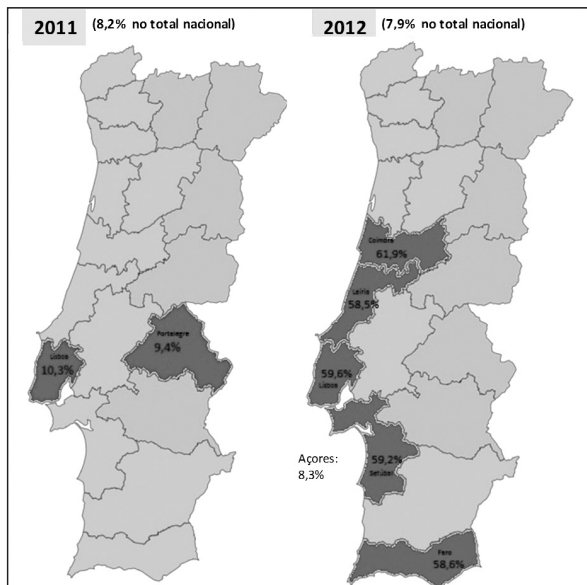 2011 (8,2% no total nacional)
Lisboa
10,3%
Portalegre
9,4%
2012 (7,9% no total nacional)
Coimbra
61,9%
Leiria
58,5%
59,6%
Lisboa
59,2%
Setúbal
Açores:
8,3%
Faro
58,6%